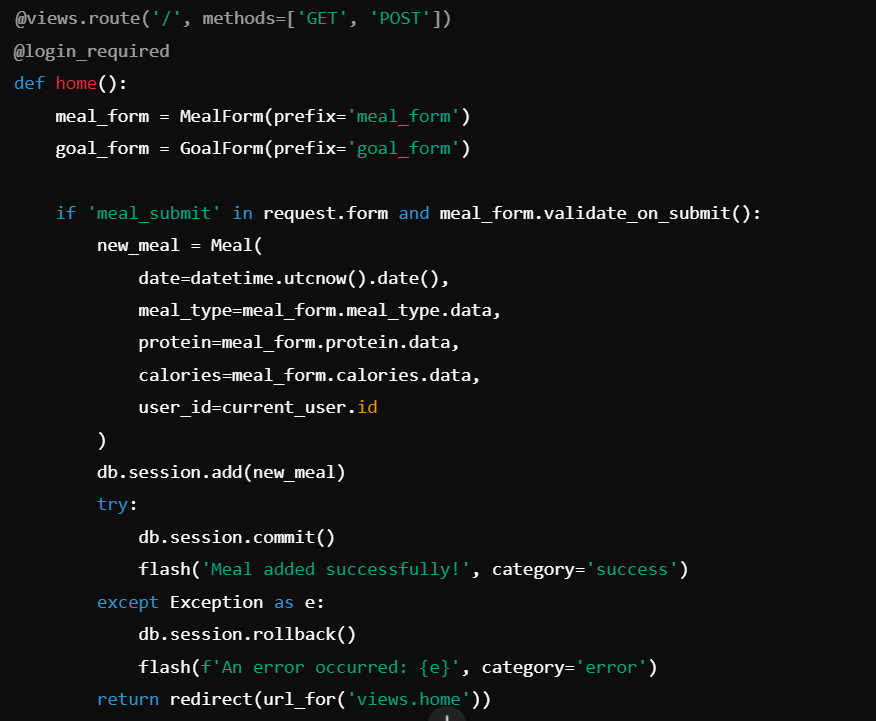 @views.route('/', methods=['GET', 'POST'])
@login_required
def home():
    meal_form = MealForm(prefix='meal_form')
    goal_form = GoalForm(prefix='goal_form')

    if 'meal_submit' in request.form and meal_form.validate_on_submit():
        new_meal = Meal(
            date=datetime.utcnow().date(),
            meal_type=meal_form.meal_type.data,
            protein=meal_form.protein.data,
            calories=meal_form.calories.data,
            user_id=current_user.id
        )
        db.session.add(new_meal)
        try:
            db.session.commit()
            flash('Meal added successfully!', category='success')
        except Exception as e:
            db.session.rollback()
            flash(f'An error occurred: {e}', category='error')
        return redirect(url_for('views.home'))